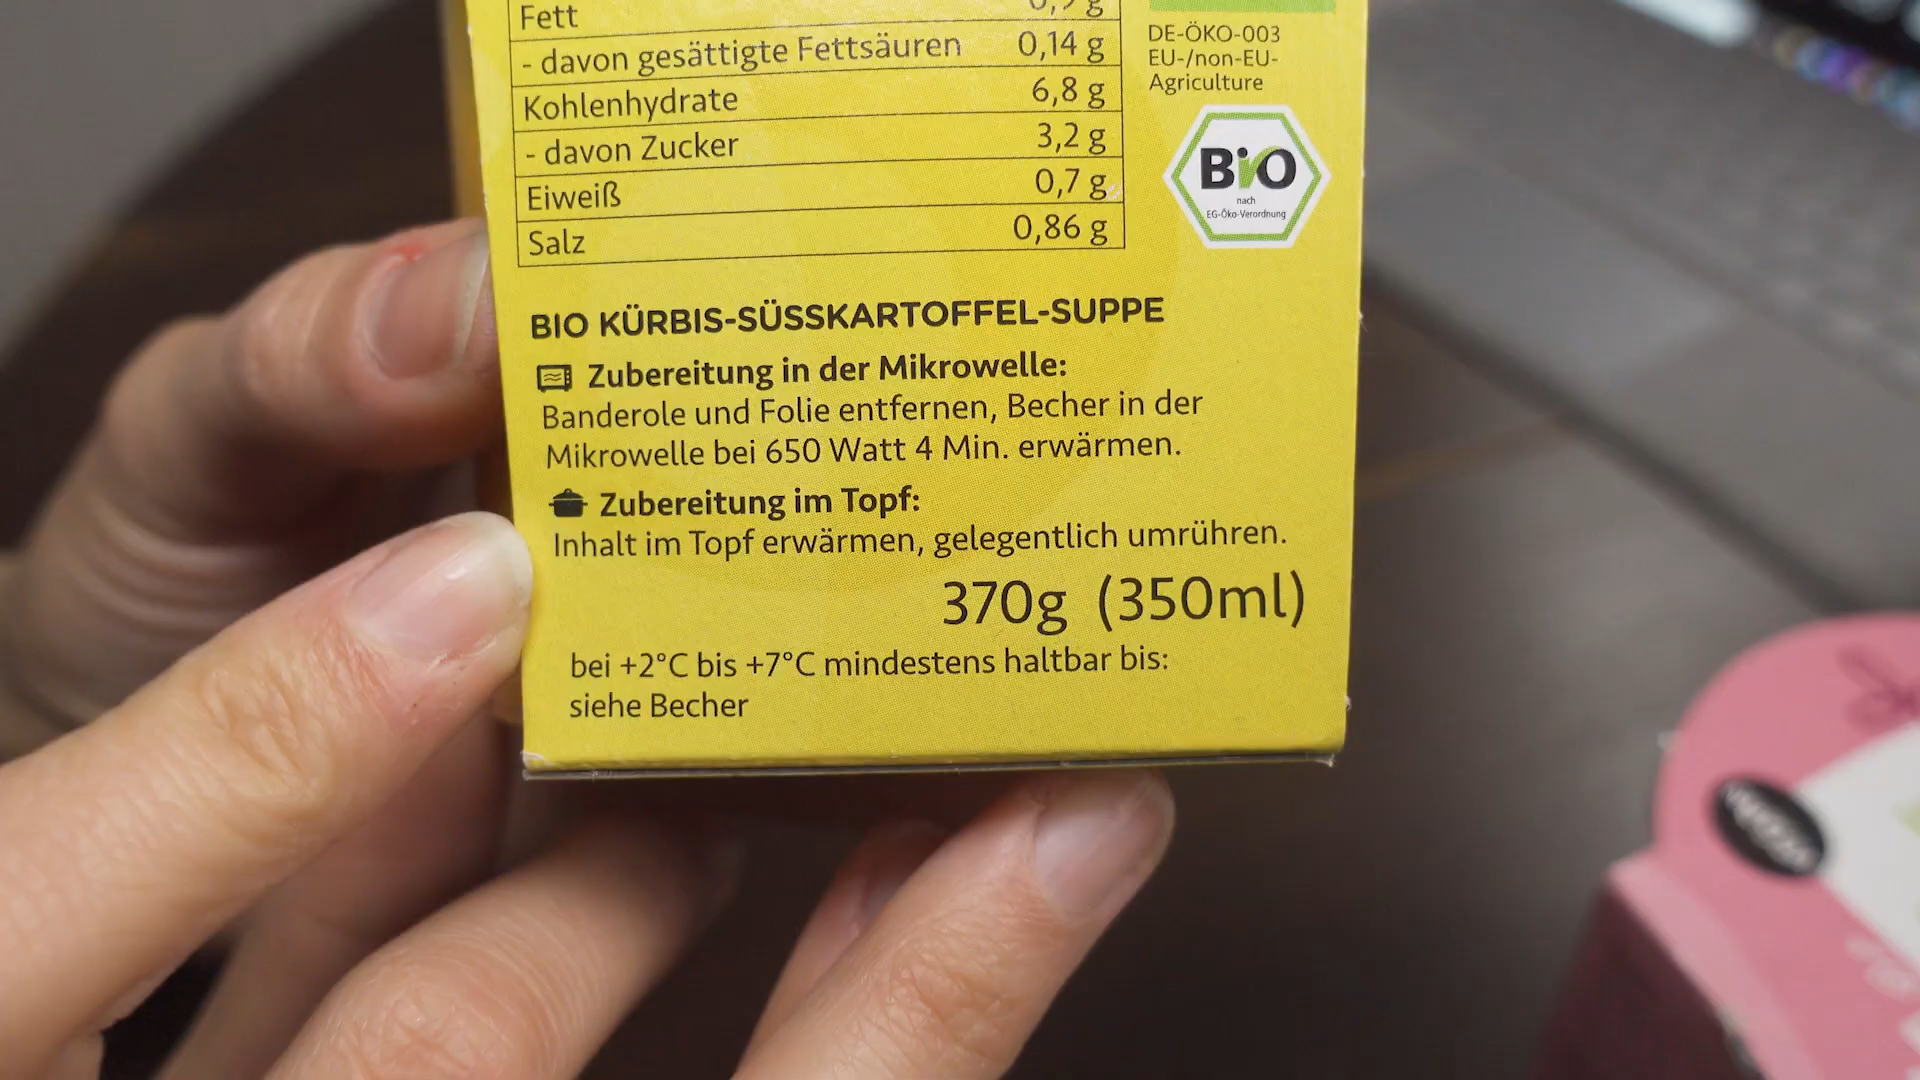 Fett
- davon gesättigte Fettsäuren 0,14 g
Kohlenhydrate 6,8 g
- davon Zucker 3,2 g
Eiweiß 0,7 g
Salz 0,86 g
DE-ÖKO-003
EU-/non-EU-
Agriculture
BiO
nach
EG-Öko-Verordnung
BIO KÜRBIS-SÜSSKARTOFFEL-SUPPE
Zubereitung in der Mikrowelle:
Banderole und Folie entfernen, Becher in der
Mikrowelle bei 650 Watt 4 Min. erwärmen.
Zubereitung im Topf:
Inhalt im Topf erwärmen, gelegentlich umrühren.
370g (350ml)
bei +2°C bis +7°C mindestens haltbar bis:
siehe Becher